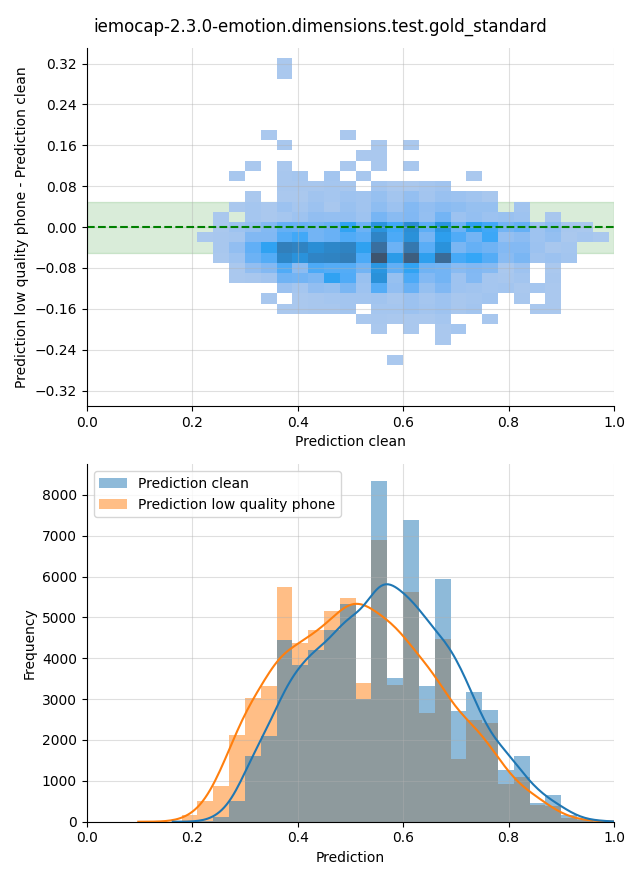 iemocap-2.3.0-emotion.dimensions.test.gold_standard
Prediction low quality phone - Prediction clean
0.32
0.24
0.16
0.08
0.00
−0.08
−0.16
−0.24
−0.32
0.0 0.2 0.4 0.6 0.8 1.0
Prediction clean
Prediction clean
Prediction low quality phone
Frequency
8000
7000
6000
5000
4000
3000
2000
1000
0
0.0 0.2 0.4 0.6 0.8 1.0
Prediction